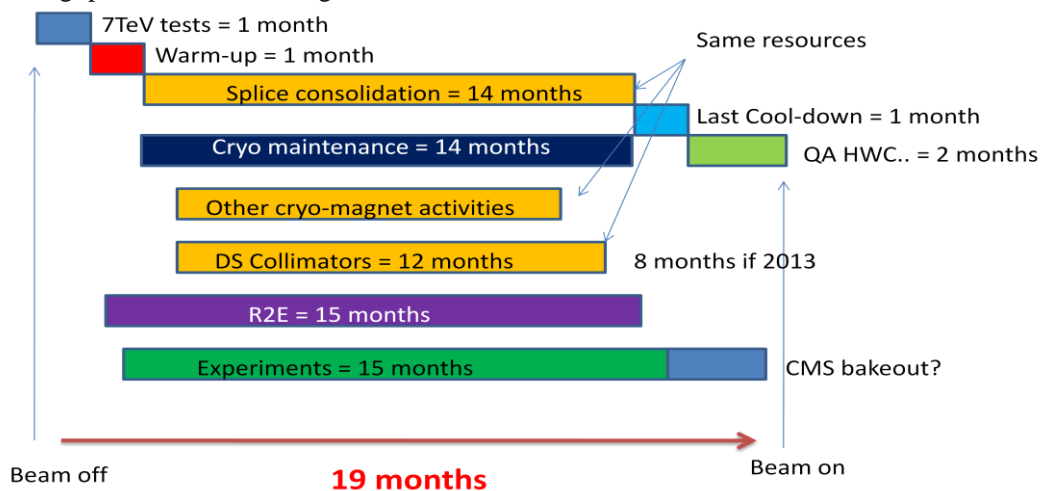 7TeV tests = 1 month
Same resources
Warm-up = 1 month
Splice consolidation = 14 months
Last Cool-down = 1 month
Cryo maintenance = 14 months
QA HWC.. = 2 months
Other cryo-magnet activities
DS Collimators = 12 months
8 months if 2013
R2E = 15 months
Experiments = 15 months
CMS bakeout?
Beam off
19 months
Beam on